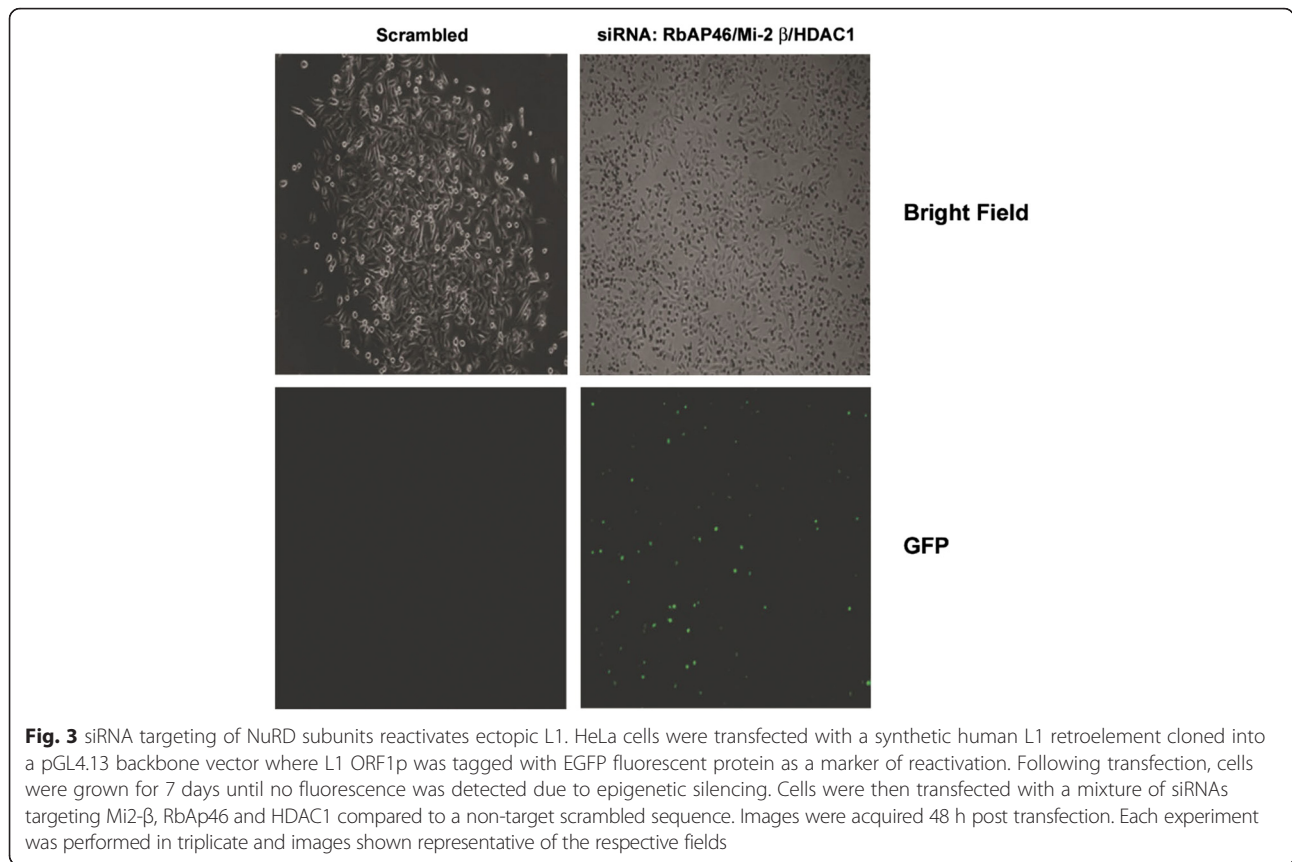 Scrambled
siRNA: RbAP46/Mi-2 β/HDAC1
Bright Field
GFP
Fig. 3 siRNA targeting of NuRD subunits reactivates ectopic L1. HeLa cells were transfected with a synthetic human L1 retroelement cloned into
a pGL4.13 backbone vector where L1 ORF1p was tagged with EGFP fluorescent protein as a marker of reactivation. Following transfection, cells
were grown for 7 days until no fluorescence was detected due to epigenetic silencing. Cells were then transfected with a mixture of siRNAs
targeting Mi2-β, RbAp46 and HDAC1 compared to a non-target scrambled sequence. Images were acquired 48 h post transfection. Each experiment
was performed in triplicate and images shown representative of the respective fields